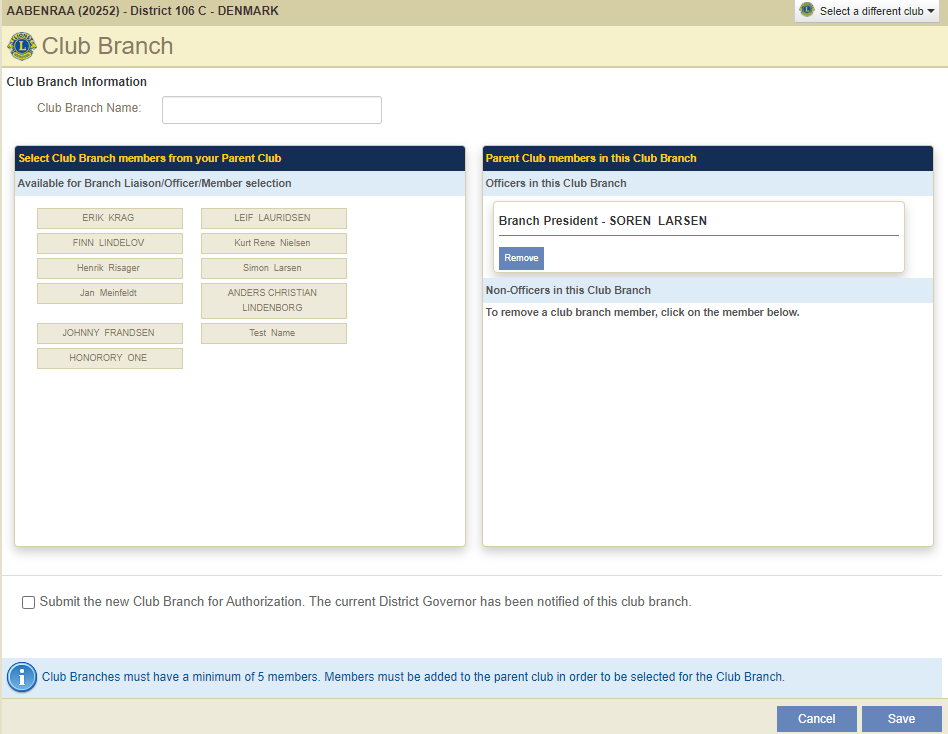 AABENRAA (20252) - District 106 C - DENMARK
Select a different club
Club Branch
Club Branch Information
Club Branch Name:
Select Club Branch members from your Parent Club
Available for Branch Liaison/Officer/Member selection
ERIK KRAG
LEIF LAURIDSEN
FINN LINDELOV
Kurt Rene Nielsen
Henrik Risager
Simon Larsen
Jan Meinfeldt
ANDERS CHRISTIAN
LINDENBORG
JOHNNY FRANDSEN
Test Name
HONORORY ONE
Parent Club members in this Club Branch
Officers in this Club Branch
Branch President - SOREN LARSEN
Remove
Non-Officers in this Club Branch
To remove a club branch member, click on the member below.
Submit the new Club Branch for Authorization. The current District Governor has been notified of this club branch.
Club Branches must have a minimum of 5 members. Members must be added to the parent club in order to be selected for the Club Branch.
Cancel
Save